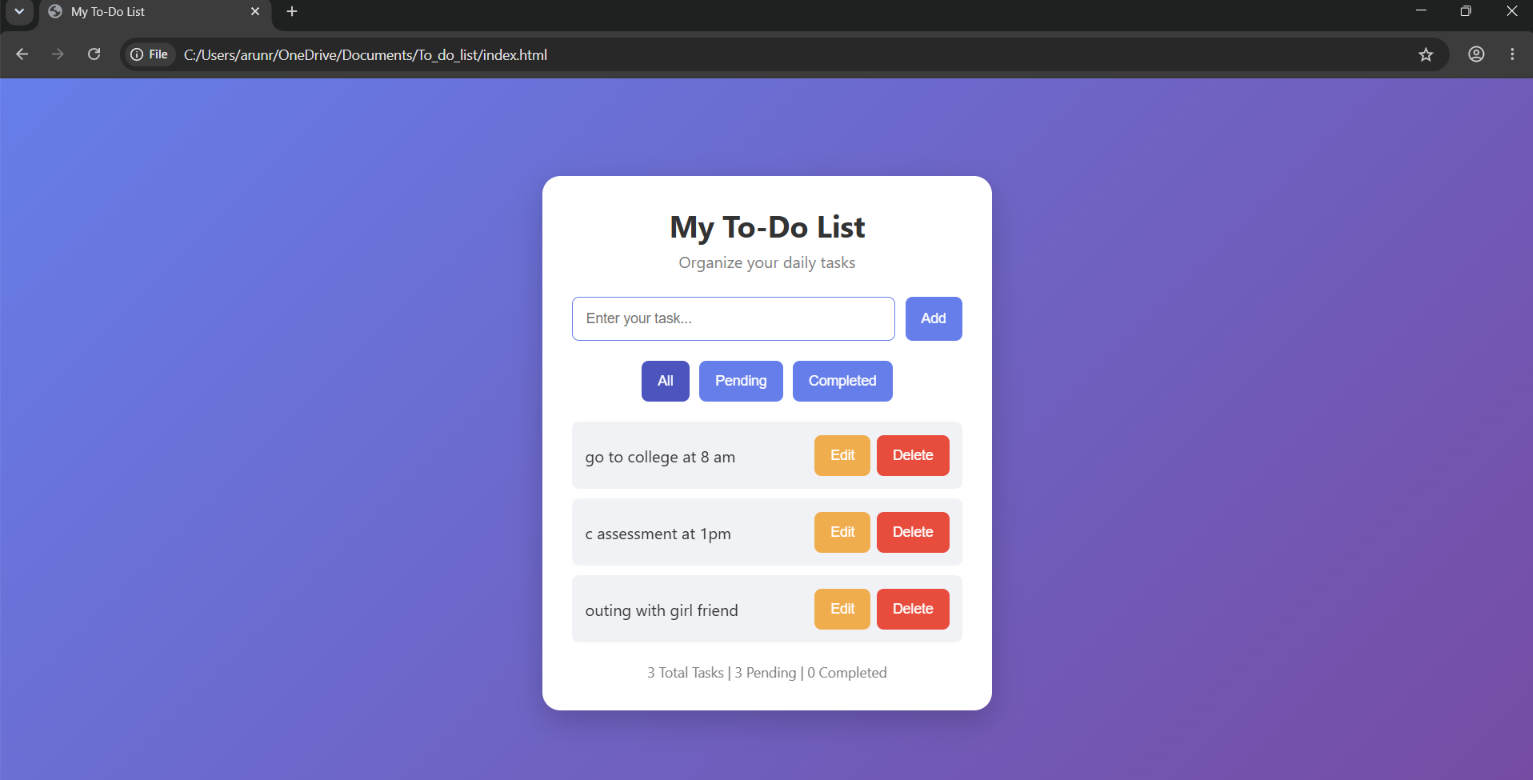 My To-Do List
File C:/Users/arunr/OneDrive/Documents/To_do_list/index.html
My To-Do List
Organize your daily tasks
Enter your task... Add
All Pending Completed
go to college at 8 am Edit Delete
c assessment at 1pm Edit Delete
outing with girl friend Edit Delete
3 Total Tasks | 3 Pending | 0 Completed